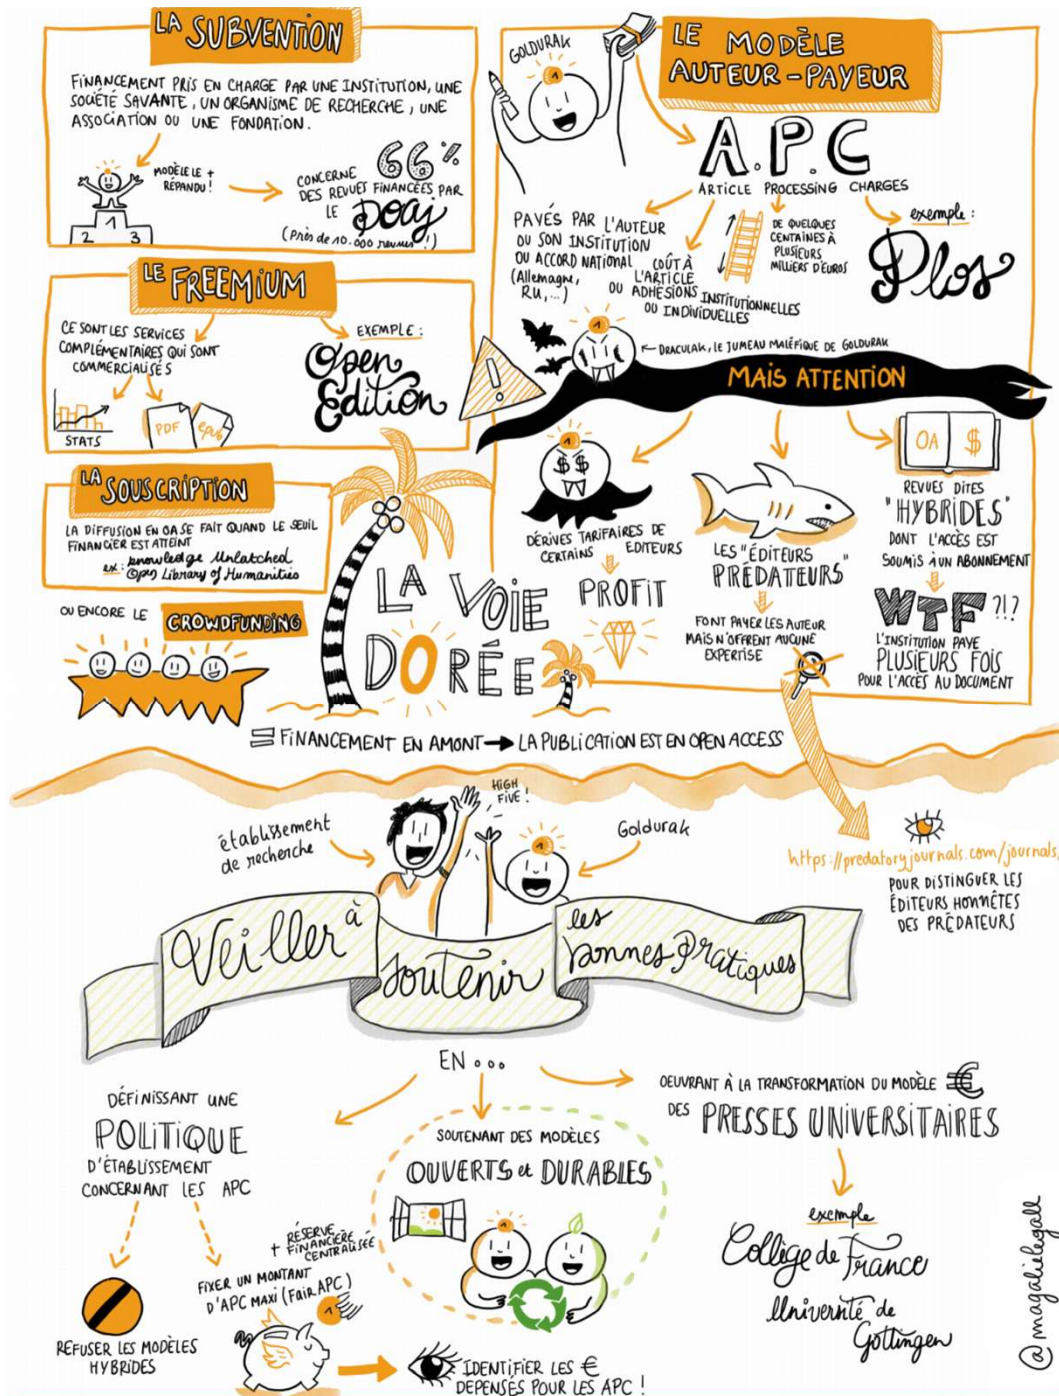 LA SUBVENTION
FINANCEMENT PRIS EN CHARGE PAR UNE INSTITUTION, UNE
SOCIÉTÉ SAVANTE, UN ORGANISME DE RECHERCHE, UNE
ASSOCIATION OU UNE FONDATION.
MODÈLE LE +
RÉPANDU !
1
2 3
CONCERNE 66%
DES REVUES FINANCÉES PAR
LE Doaj
(Près de 10.000 revues !)
LE FREEMIUM
CE SONT LES SERVICES
COMPLÉMENTAIRES QUI SONT
COMMERCIALISÉS
STATS
PDF
epub
EXEMPLE :
Open
Edition
LA SOUSCRIPTION
LA DIFFUSION EN OA SE FAIT QUAND LE SEUIL
FINANCIER EST ATTEINT
ex : Knowledge Unlatched
Open Library of Humanities
OU ENCORE LE CROWDFUNDING
GOLDURAK
1
LE MODÈLE
AUTEUR-PAYEUR
A.P.C
ARTICLE PROCESSING CHARGES
PAYÉS PAR L'AUTEUR
OU SON INSTITUTION
OU ACCORD NATIONAL
(Allemagne,
R.U,...)
COÛT À
L'ARTICLE
OU ADHÉSIONS INSTITUTIONNELLES
OU INDIVIDUELLES
DE QUELQUES
CENTAINES À
PLUSIEURS
MILLIERS D'EUROS
exemple :
Plos
1
DRACULAK, LE JUMEAU MALÉFIQUE DE GOLDURAK
!
MAIS ATTENTION
1
$ $
DÉRIVES TARIFAIRES DE
CERTAINS EDITEURS
PROFIT
LES "ÉDITEURS
PRÉDATEURS"
FONT PAYER LES AUTEUR
MAIS N'OFFRENT AUCUNE
EXPERTISE
OA $
REVUES DITES
"HYBRIDES"
DONT L'ACCÈS EST
SOUMIS À UN ABONNEMENT
WTF ?!?
L'INSTITUTION PAYE
PLUSIEURS FOIS
POUR L'ACCÈS AU DOCUMENT
LA VOIE
DORÉE
= FINANCEMENT EN AMONT → LA PUBLICATION EST EN OPEN ACCESS
https://predatoryjournals.com/journals/
POUR DISTINGUER LES
ÉDITEURS HONNÊTES
DES PRÉDATEURS
établissement
de recherche
HIGH
FIVE !
Goldurak
Veiller à soutenir les bonnes pratiques
EN ...
DÉFINISSANT UNE
POLITIQUE
D'ÉTABLISSEMENT
CONCERNANT LES APC
REFUSER LES MODÈLES
HYBRIDES
+ RÉSERVE
FINANCIÈRE
CENTRALISÉE
FIXER UN MONTANT
D'APC MAXI (Fair APC)
1
IDENTIFIER LES €
DÉPENSÉS POUR LES APC !
SOUTENANT DES MODÈLES
OUVERTS et DURABLES
OEUVRANT À LA TRANSFORMATION DU MODÈLE €
DES PRESSES UNIVERSITAIRES
exemple
Collège de France
Université de
Gottingen
@magalielegall